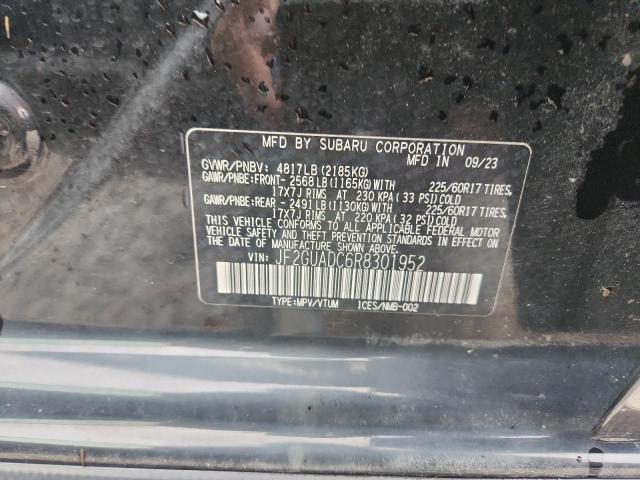 MFD BY SUBARU CORPORATION IN 09/23
GVWR/PNBV: 4817LB (2185KG)
GAWR/PNBE:FRONT- 2568LB (1165KG)WITH 225/60R17 TIRES,
17X7J RIMS AT 230 KPA (33 PSI)COLD
GAWR/PNBE:REAR - 2491LB (1130KG)WITH 225/60R17 TIRES,
17X7J RIMS AT 220 KPA (32 PSI)COLD
THIS VEHICLE CONFORMS TO ALL APPLICABLE FEDERAL MOTOR
VEHICLE SAFETY AND THEFT PREVENTION STANDARDS IN
EFFECT ON THE DATE OF MANUFACTURE SHOWN ABOVE.
VIN: JF2GUADC6R8301952
TYPE:MPV/VTUM ICES/NMB-002